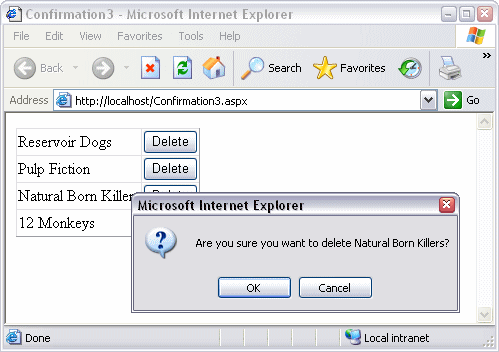 Confirmation3 - Microsoft Internet Explorer
File Edit View Favorites Tools Help
Back Search Favorites »
Address http://localhost/Confirmation3.aspx Go
Reservoir Dogs Delete
Pulp Fiction Delete
Natural Born Killer
12 Monkeys
Microsoft Internet Explorer
Are you sure you want to delete Natural Born Killers?
OK Cancel
Done Local intranet